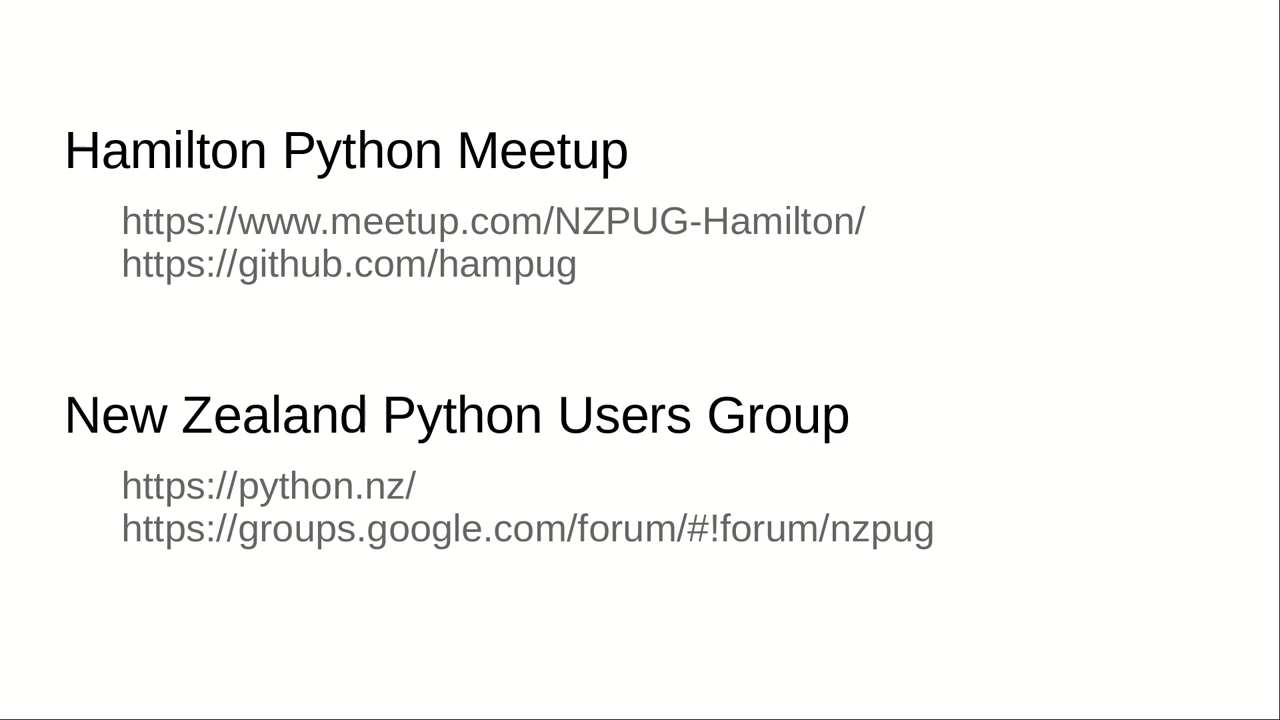 Hamilton Python Meetup
https://www.meetup.com/NZPUG-Hamilton/
https://github.com/hampug
New Zealand Python Users Group
https://python.nz/
https://groups.google.com/forum/#!forum/nzpug